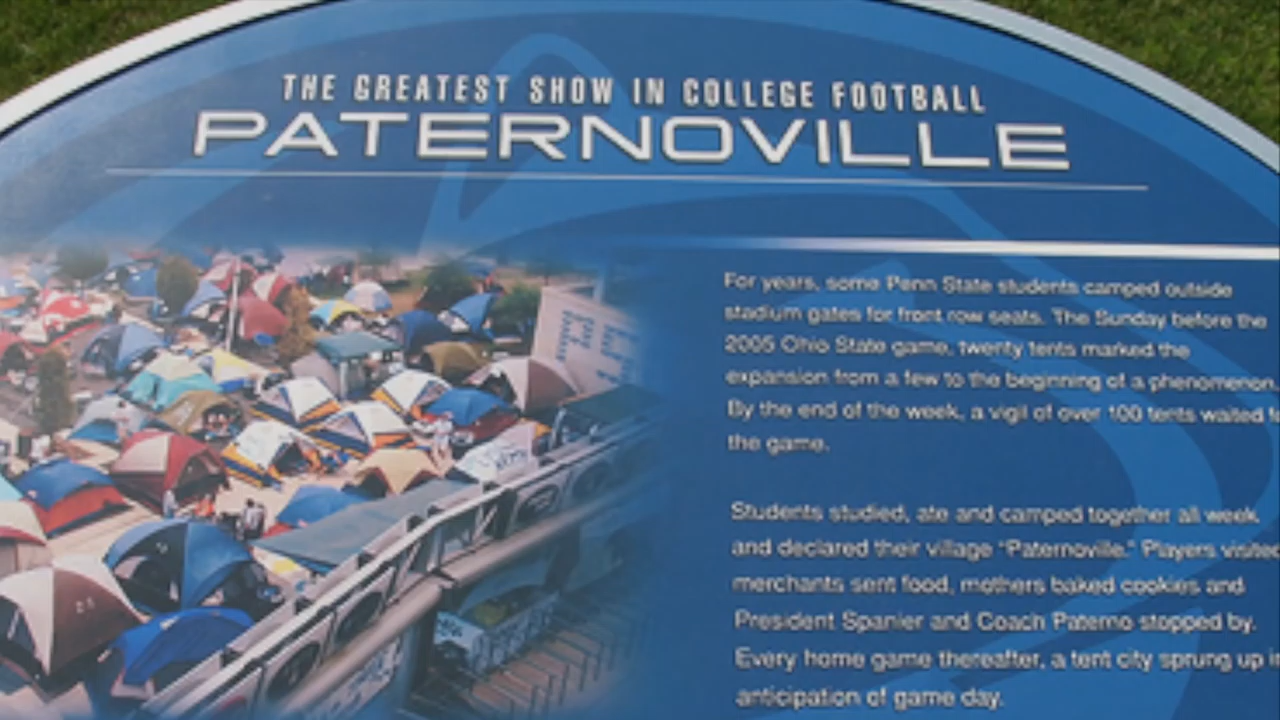 THE GREATEST SHOW IN COLLEGE FOOTBALL
PATERNOVILLE
For years, some Penn State students camped outside
stadium gates for front row seats. The Sunday before the
2005 Ohio State game, twenty tents marked the
expansion from a few to the beginning of a phenomenon.
By the end of the week, a vigil of over 100 tents waited
the game.
Students studied, ate and camped together all week
and declared their village "Paternoville." Players visited
merchants sent food, mothers baked cookies and
President Spanier and Coach Paterno stopped by.
Every home game thereafter, a tent city sprung up
anticipation of game day.